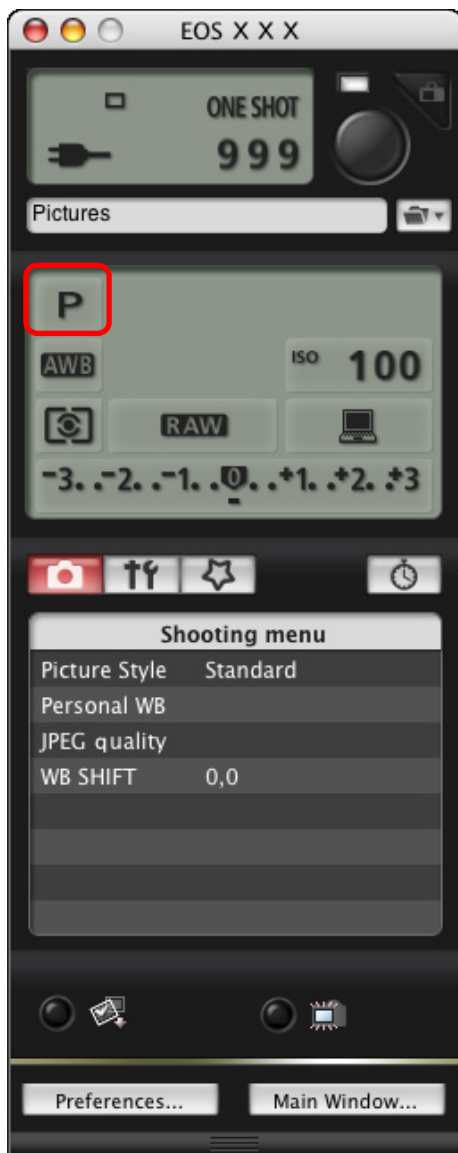 EOS X X X
ONE SHOT
999
Pictures
P
AWB
ISO 100
RAW
-3. .-2. .-1. .0. .+1. .+2. .+3
Shooting menu
Picture Style Standard
Personal WB
JPEG quality
WB SHIFT 0,0
Preferences... Main Window...